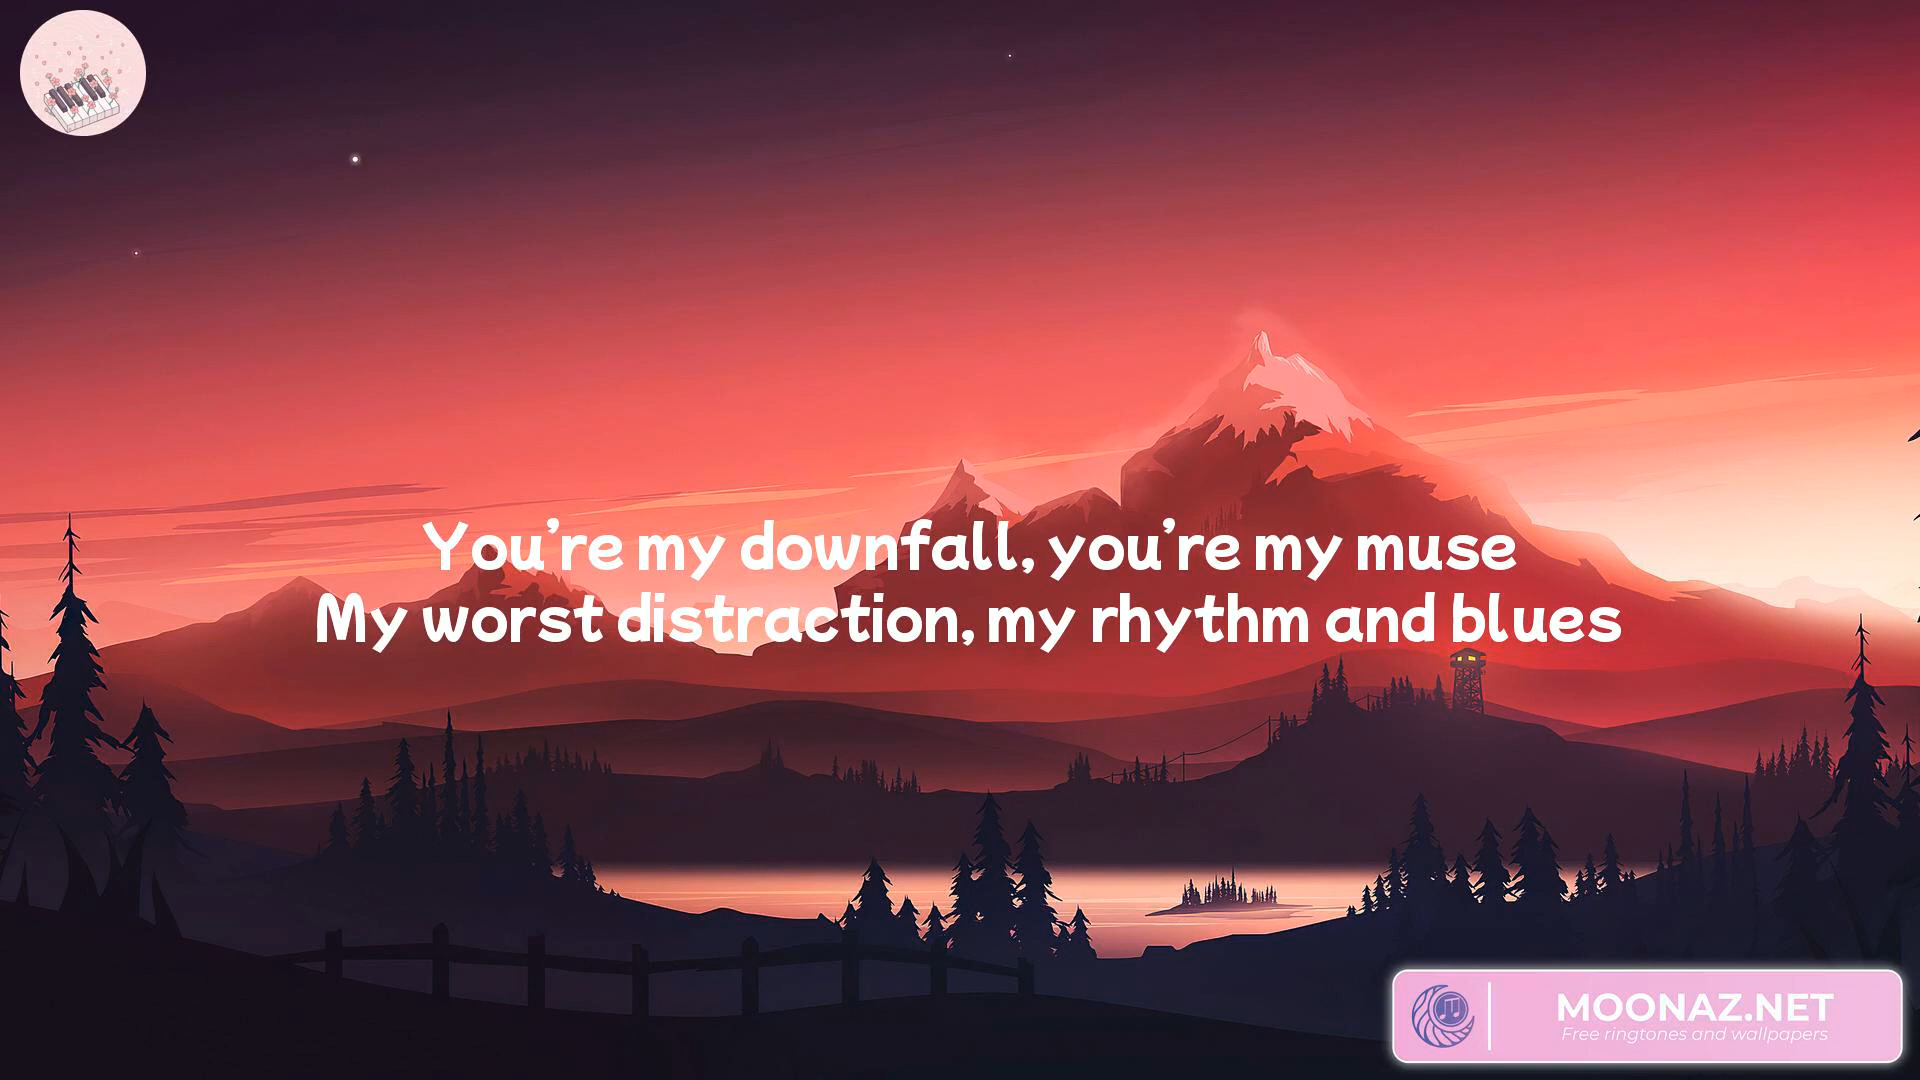 You're my downfall, you're my muse
My worst distraction, my rhythm and blues
MOONAZ.NET
Free ringtones and wallpapers